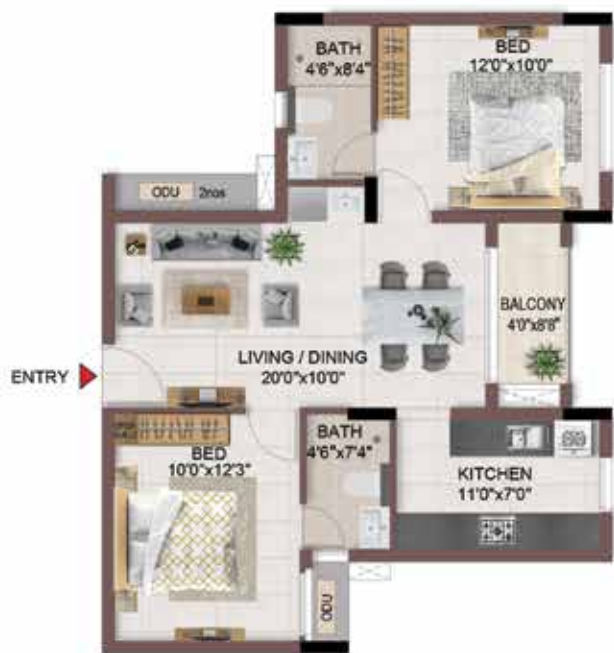 BATH
4'6"x8'4"
BED
12'0"x10'0"
ODU 2nos
BALCONY
4'0"x8'8"
LIVING / DINING
20'0"x10'0"
ENTRY
BED
10'0"x12'3"
BATH
4'6"x7'4"
KITCHEN
11'0"x7'0"
ODU